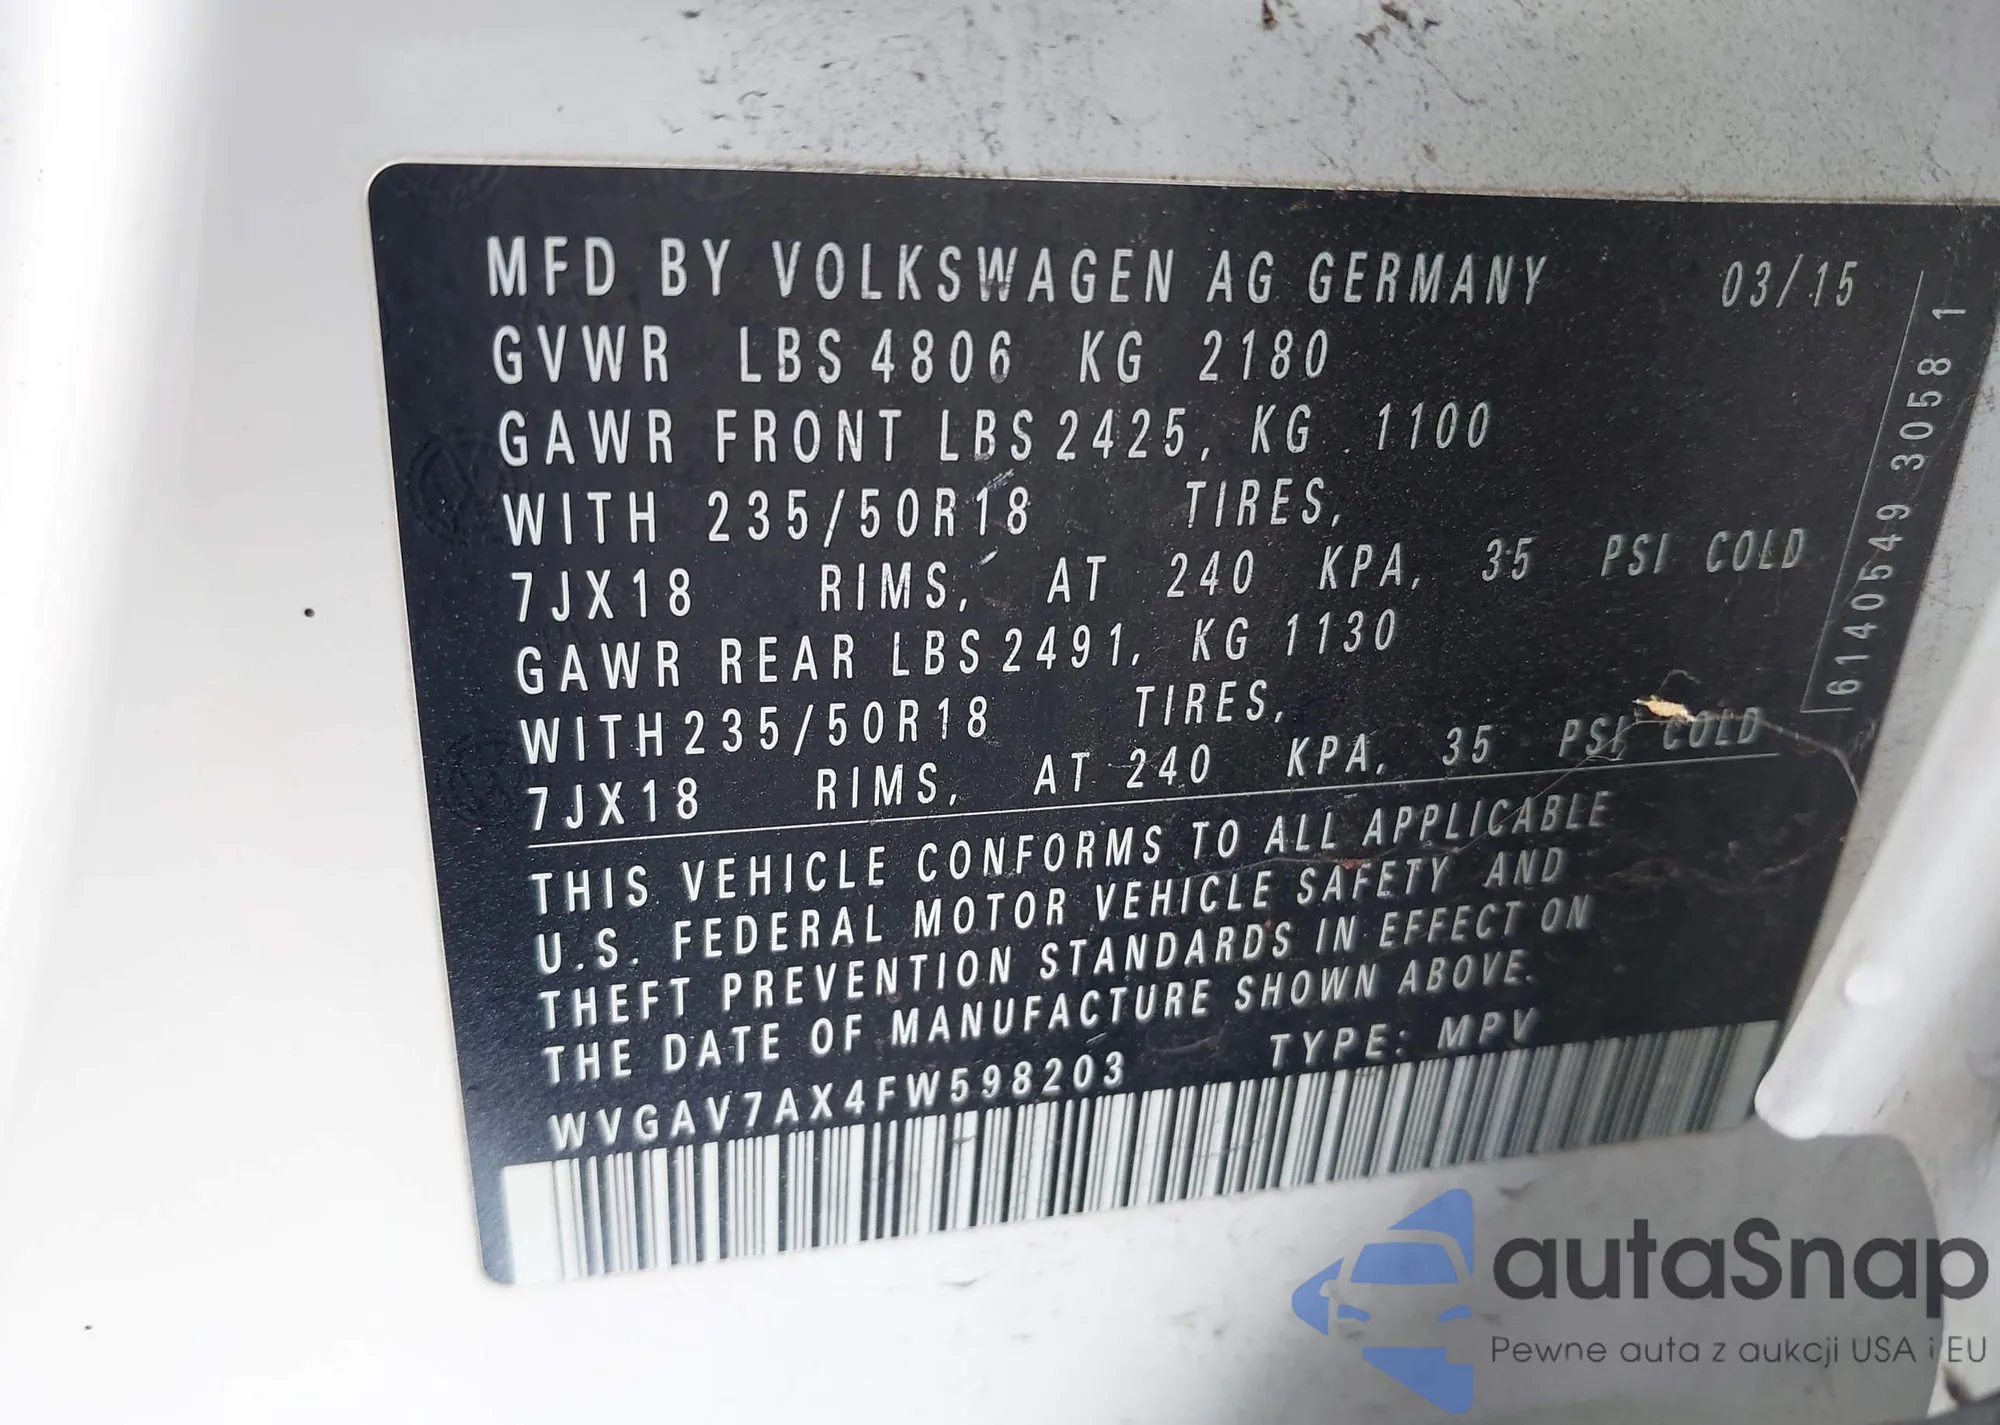 MFD BY VOLKSWAGEN AG GERMANY 03/15
GVWR LBS 4806 KG 2180
GAWR FRONT LBS 2425, KG 1100
WITH 235/50R18 TIRES,
7JX18 RIMS, AT 240 KPA, 35 PSI COLD
GAWR REAR LBS 2491, KG 1130
WITH 235/50R18 TIRES,
7JX18 RIMS, AT 240 KPA, 35 PSI COLD
THIS VEHICLE CONFORMS TO ALL APPLICABLE
U.S. FEDERAL MOTOR VEHICLE SAFETY AND
THEFT PREVENTION STANDARDS IN EFFECT ON
THE DATE OF MANUFACTURE SHOWN ABOVE.
WVGAV7AX4FW598203 TYPE: MPV
6140549 3058 1
autaSnap
Pewne auta z aukcji USA i EU